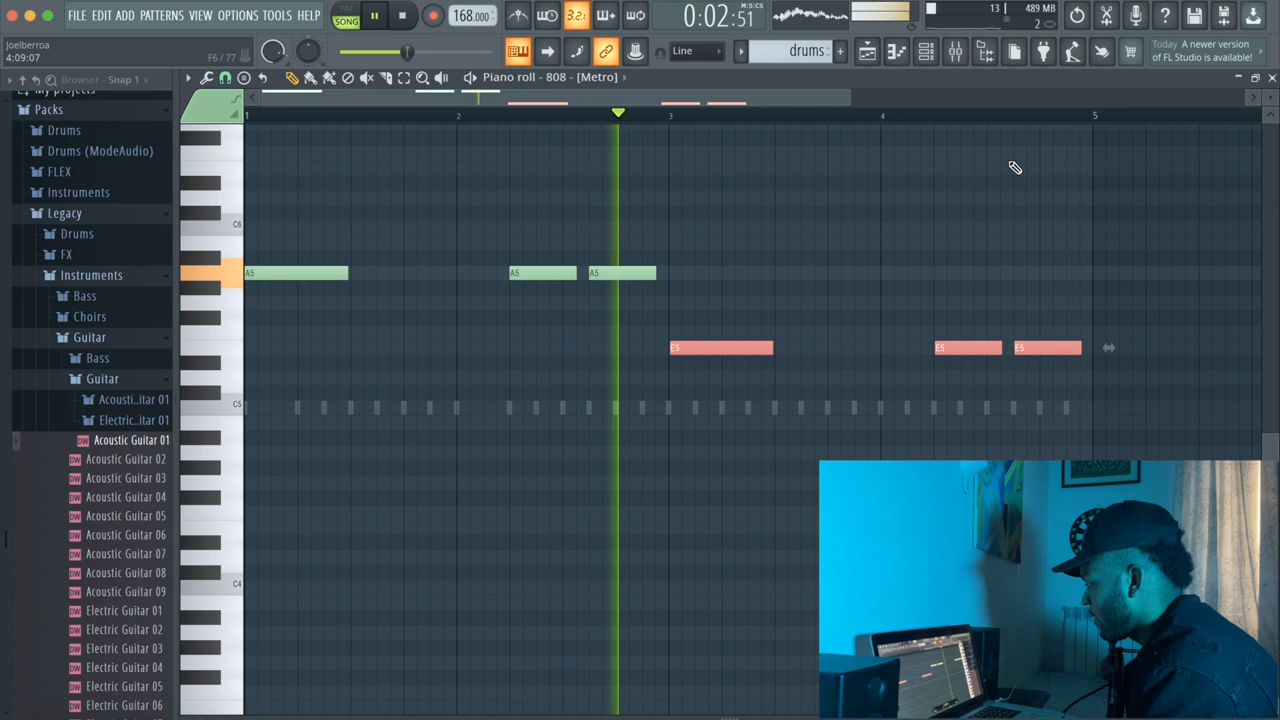 FILE EDIT ADD PATTERNS VIEW OPTIONS TOOLS HELP
PAT
SONG
168.000
3.2.
0:02:51
M:S:CS
13
489 MB
2
Joelberroa
4:09:07
F6 / 77
Line
drums
Today A newer version
of FL Studio is available!
Browser - Snap 1
Piano roll - 808 - [Metro]
My projects
Packs
Drums
Drums (ModeAudio)
FLEX
Instruments
Legacy
Drums
FX
Instruments
Bass
Choirs
Guitar
Bass
Guitar
Acousti..itar 01
Electric..itar 01
Acoustic Guitar 01
Acoustic Guitar 02
Acoustic Guitar 03
Acoustic Guitar 04
Acoustic Guitar 05
Acoustic Guitar 06
Acoustic Guitar 07
Acoustic Guitar 08
Acoustic Guitar 09
Electric Guitar 01
Electric Guitar 02
Electric Guitar 03
Electric Guitar 04
Electric Guitar 05
Electric Guitar 06
1 2 3 4 5
C6
A5 A5 A5
E5 E5 E5
C5
C4